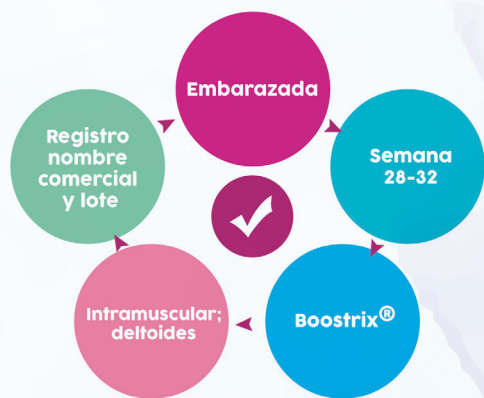 Embarazada
Semana
28-32
Boostrix®
Intramuscular;
deltoides
Registro
nombre
comercial
y lote